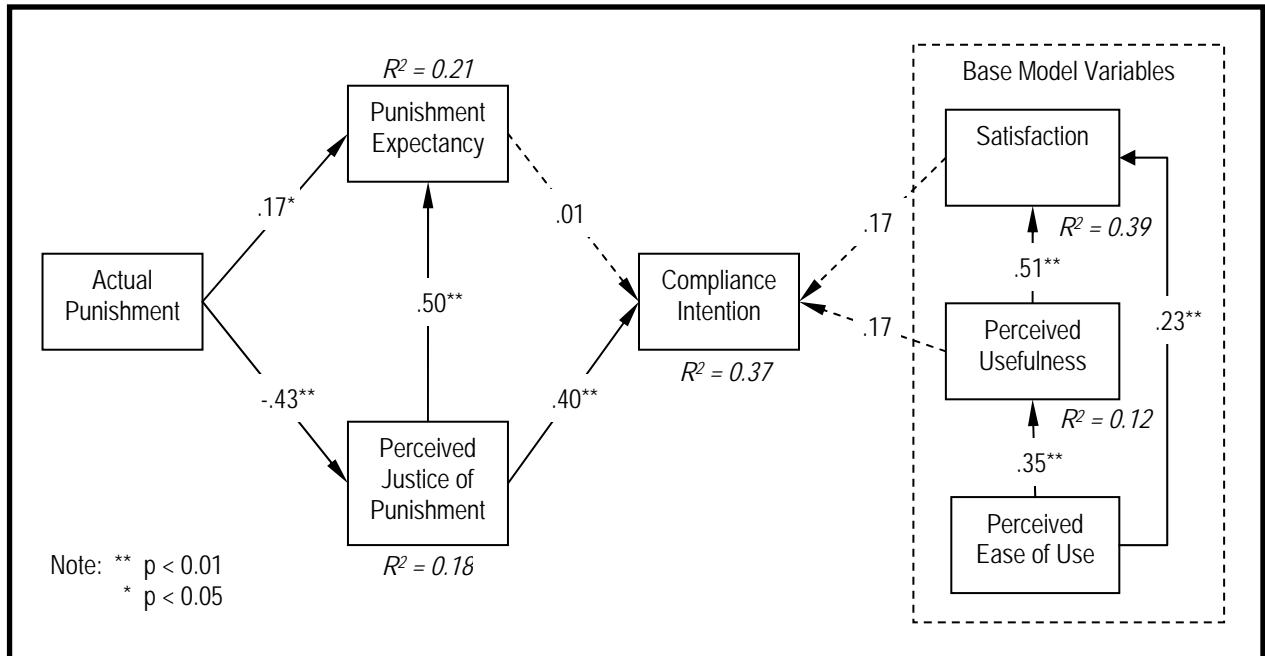 R² = 0.21
Punishment
Expectancy
Base Model Variables
Satisfaction
.17*
.01
.17
R² = 0.39
Actual
Punishment
.50**
Compliance
Intention
.51**
.23**
.17
Perceived
Usefulness
R² = 0.37
-.43**
.40**
R² = 0.12
Perceived
Justice of
Punishment
.35**
Perceived
Ease of Use
R² = 0.18
Note: ** p < 0.01
* p < 0.05